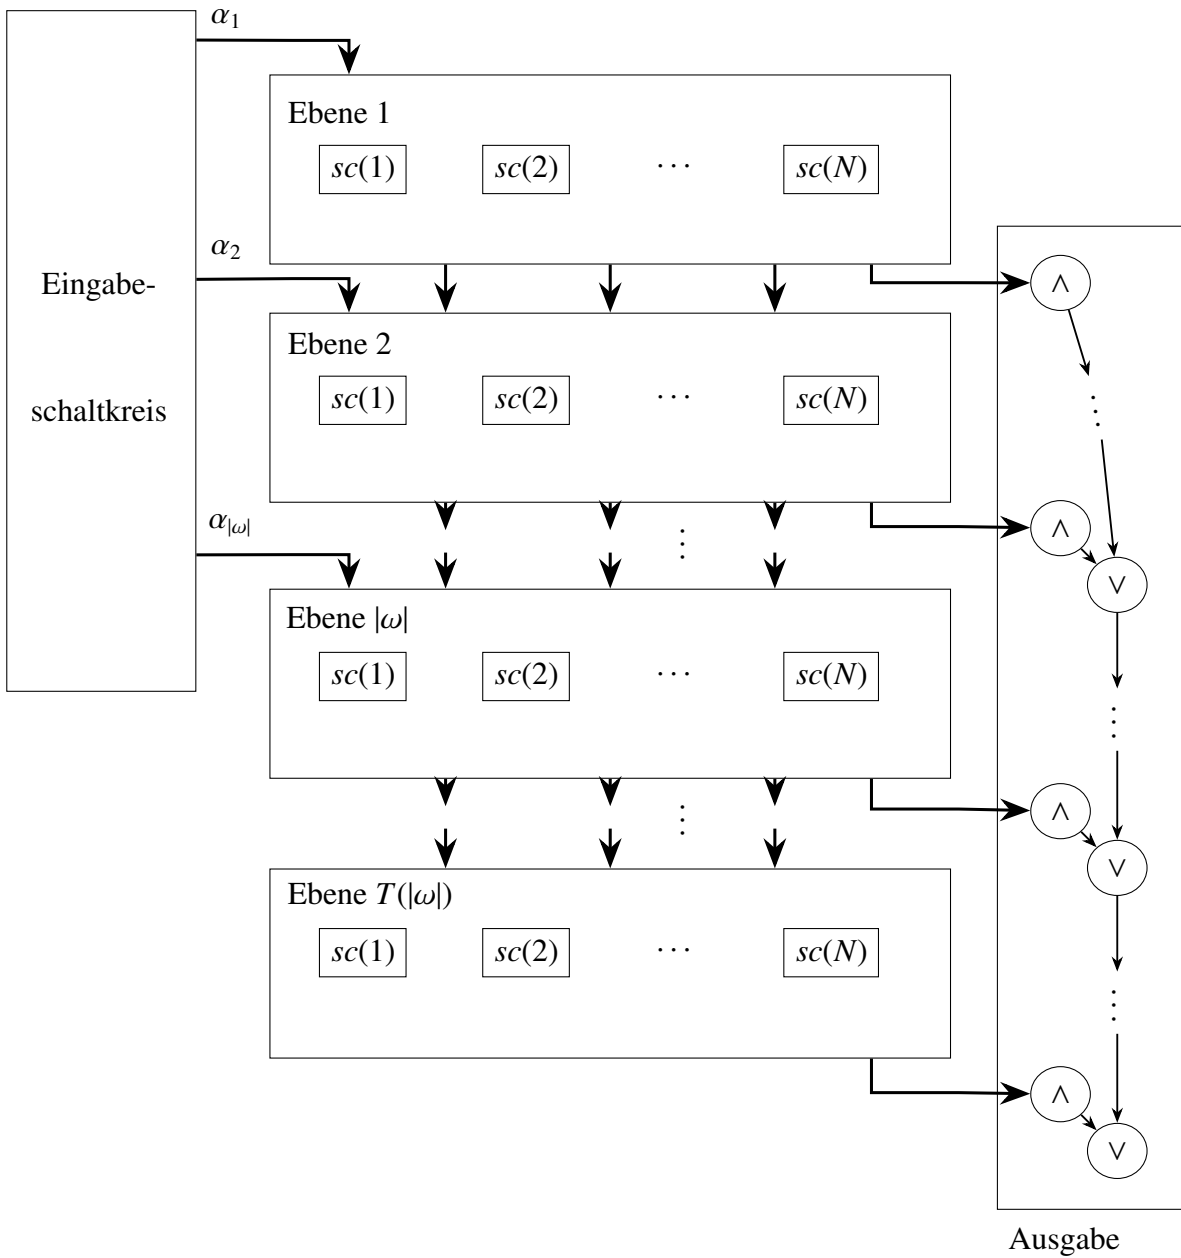 α₁
Ebene 1
sc(1) sc(2) ··· sc(N)
α₂
Eingabe-
∧
Ebene 2
schaltkreis
sc(1) sc(2) ··· sc(N)
⋱
α|ω|
∧
⋮
∨
Ebene |ω|
sc(1) sc(2) ··· sc(N)
⋮
⋮
∧
∨
Ebene T(|ω|)
sc(1) sc(2) ··· sc(N)
⋮
∧
∨
Ausgabe